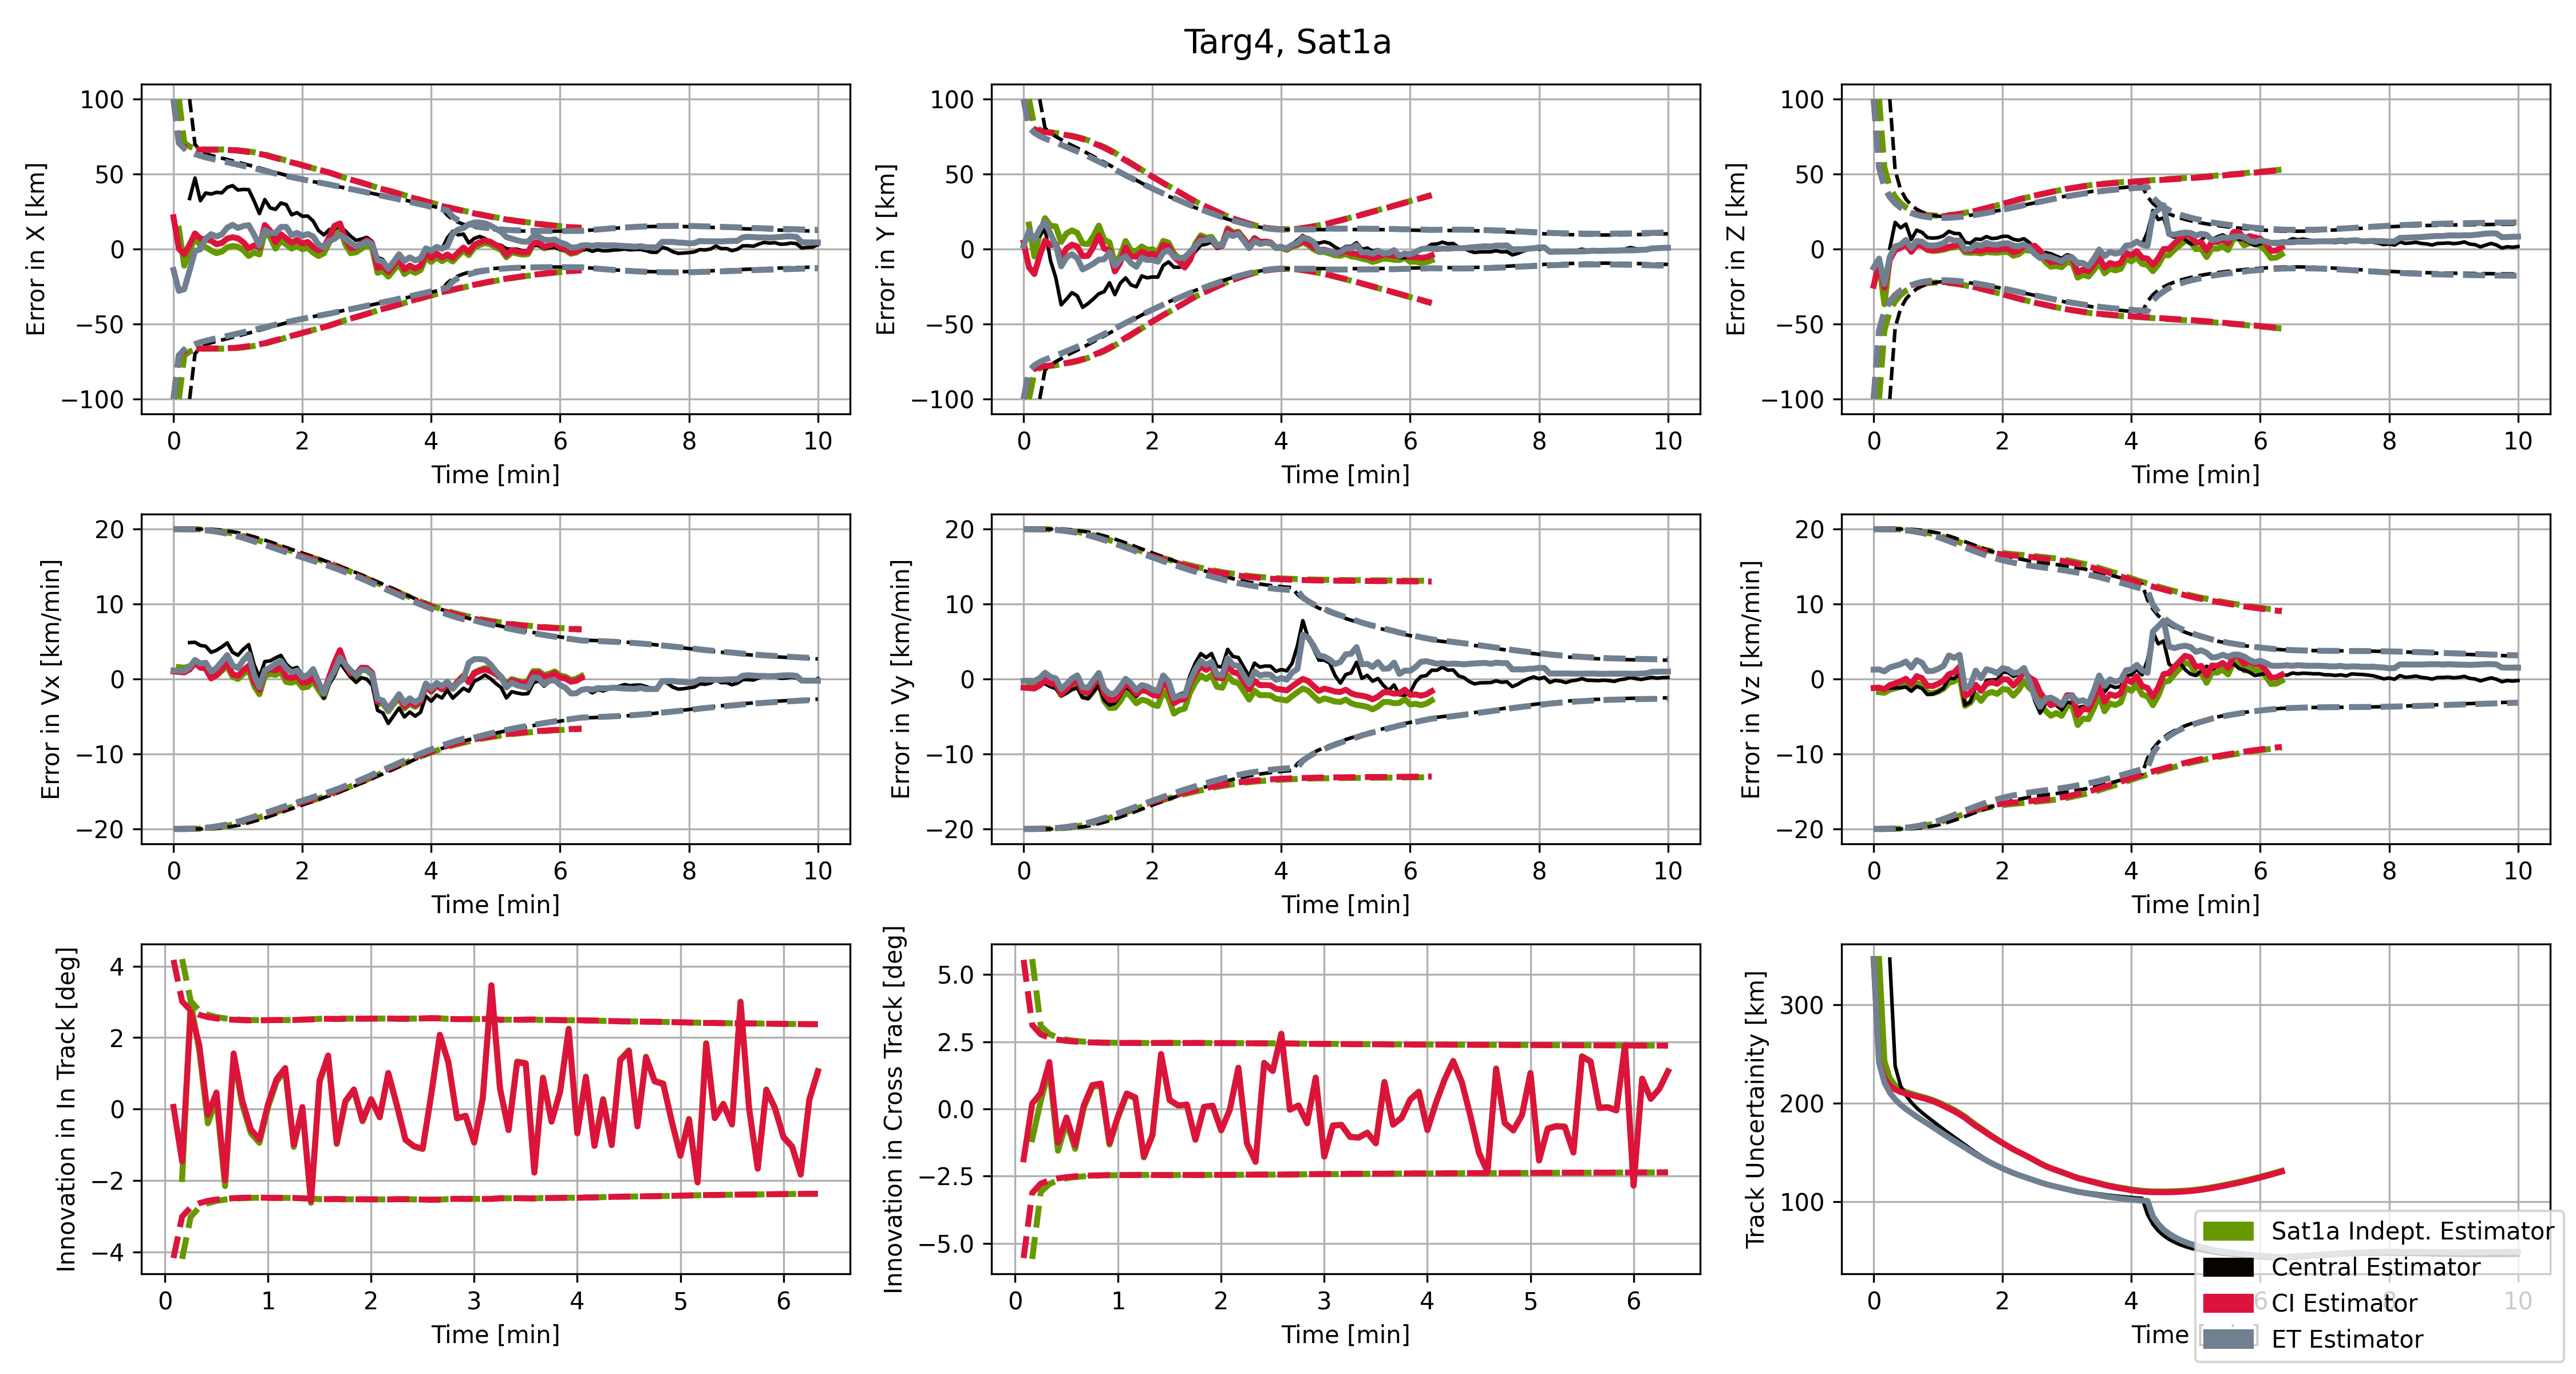 Targ4, Sat1a
Error in X [km]
100
50
0
−50
−100
0 2 4 6 8 10
Time [min]
Error in Y [km]
100
50
0
−50
−100
0 2 4 6 8 10
Time [min]
Error in Z [km]
100
50
0
−50
−100
0 2 4 6 8 10
Time [min]
Error in Vx [km/min]
20
10
0
−10
−20
0 2 4 6 8 10
Time [min]
Error in Vy [km/min]
20
10
0
−10
−20
0 2 4 6 8 10
Time [min]
Error in Vz [km/min]
20
10
0
−10
−20
0 2 4 6 8 10
Time [min]
Innovation in In Track [deg]
4
2
0
−2
−4
0 1 2 3 4 5 6
Time [min]
Innovation in Cross Track [deg]
5.0
2.5
0.0
−2.5
−5.0
0 1 2 3 4 5 6
Time [min]
Track Uncertainity [km]
300
200
100
0 2 4 6 8 10
Time [min]
Sat1a Indept. Estimator
Central Estimator
CI Estimator
ET Estimator